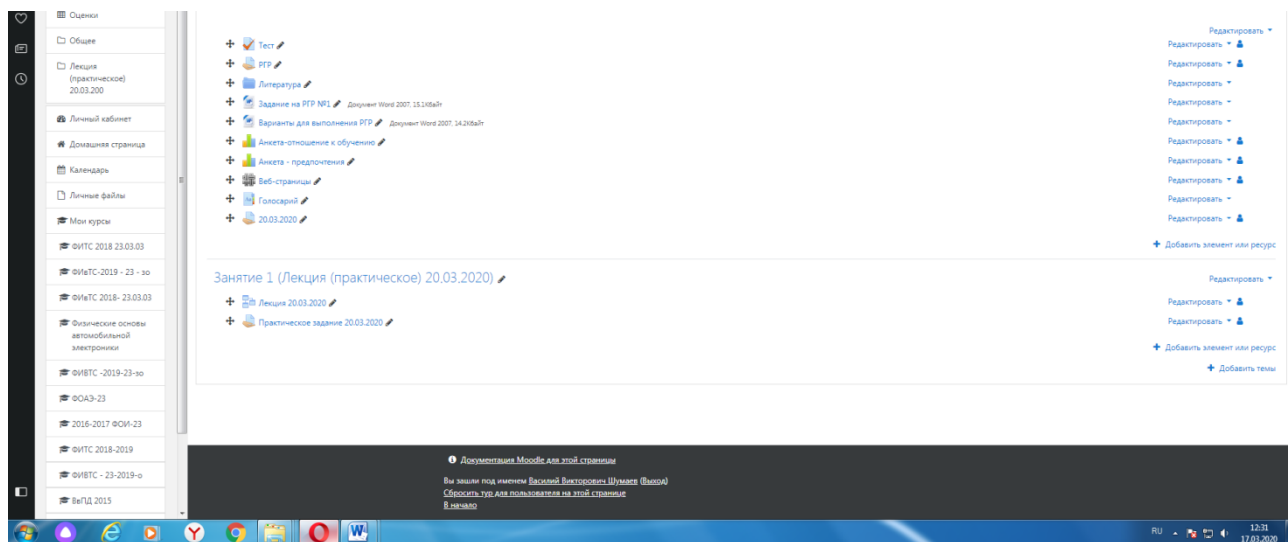 Оценки
Общее
Лекция
(практическое)
20.03.200
Личный кабинет
Домашняя страница
Календарь
Личные файлы
Мои курсы
ФИТС 2018 23.03.03
ФИвТС-2019 - 23 - зо
ФИвТС 2018- 23.03.03
Физические основы
автомобильной
электроники
ФИВТС -2019-23-зо
ФОАЭ-23
2016-2017 ФОИ-23
ФИТС 2018-2019
ФИВТС - 23-2019-о
ВвПД 2015
Редактировать
Тест Редактировать
РГР Редактировать
Литература Редактировать
Задание на РГР №1 Документ Word 2007, 15.1Кбайт Редактировать
Варианты для выполнения РГР Документ Word 2007, 14.2Кбайт Редактировать
Анкета-отношение к обучению Редактировать
Анкета - предпочтения Редактировать
Веб-страницы Редактировать
Голосарий Редактировать
20.03.2020 Редактировать
Добавить элемент или ресурс
Занятие 1 (Лекция (практическое) 20.03.2020) Редактировать
Лекция 20.03.2020 Редактировать
Практическое задание 20.03.2020 Редактировать
Добавить элемент или ресурс
Добавить темы
Документация Moodle для этой страницы
Вы зашли под именем Василий Викторович Шумаев (Выход)
Сбросить тур для пользователя на этой странице
В начало
RU 12:31
17.03.2020